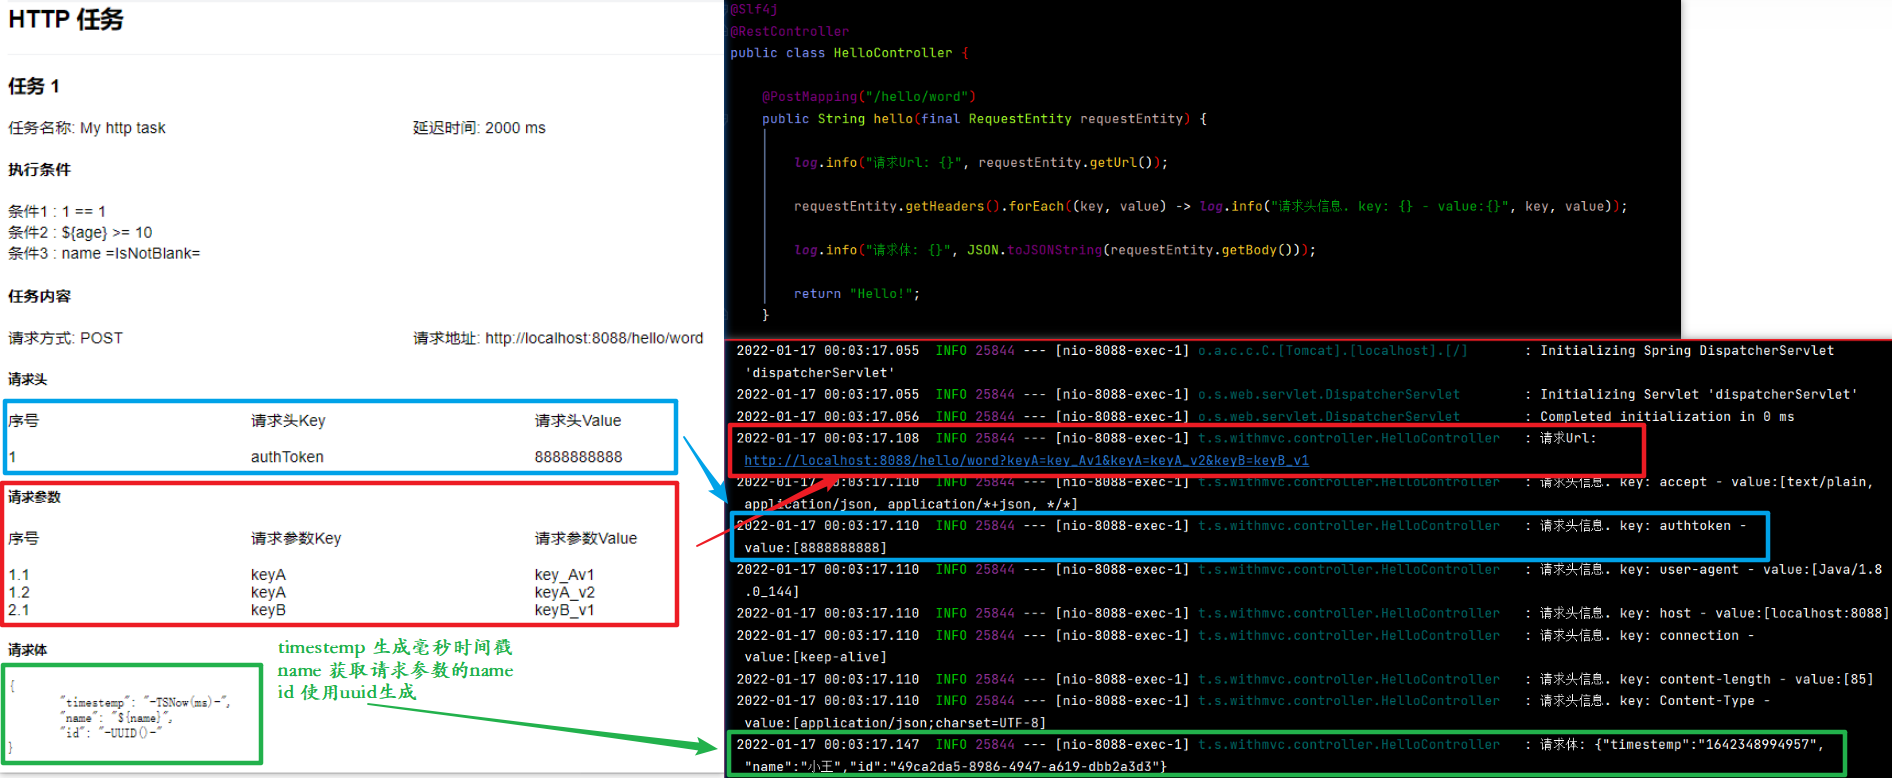 HTTP 任务
任务 1
任务名称: My http task
延迟时间: 2000 ms
执行条件
条件1 : 1 == 1
条件2 : ${age} >= 10
条件3 : name =IsNotBlank=
任务内容
请求方式: POST
请求地址: http://localhost:8088/hello/word
请求头
序号 请求头Key 请求头Value
1 authToken 8888888888
请求参数
序号 请求参数Key 请求参数Value
1.1 keyA key_Av1
1.2 keyA keyA_v2
2.1 keyB keyB_v1
请求体
{
"timestemp": "-TSNow(ms)-",
"name": "${name}",
"id": "-UUID()-"
}
timestemp 生成毫秒时间戳
name 获取请求参数的name
id 使用uuid生成
@Slf4j
@RestController
public class HelloController {
@PostMapping("/hello/word")
public String hello(final RequestEntity requestEntity) {
log.info("请求Url: {}", requestEntity.getUrl());
requestEntity.getHeaders().forEach((key, value) -> log.info("请求头信息. key: {} - value:{}", key, value));
log.info("请求体: {}", JSON.toJSONString(requestEntity.getBody()));
return "Hello!";
}
2022-01-17 00:03:17.055 INFO 25844 --- [nio-8088-exec-1] o.a.c.c.C.[Tomcat].[localhost].[/] : Initializing Spring DispatcherServlet
'dispatcherServlet'
2022-01-17 00:03:17.055 INFO 25844 --- [nio-8088-exec-1] o.s.web.servlet.DispatcherServlet : Initializing Servlet 'dispatcherServlet'
2022-01-17 00:03:17.056 INFO 25844 --- [nio-8088-exec-1] o.s.web.servlet.DispatcherServlet : Completed initialization in 0 ms
2022-01-17 00:03:17.108 INFO 25844 --- [nio-8088-exec-1] t.s.withmvc.controller.HelloController : 请求Url:
http://localhost:8088/hello/word?keyA=key_Av1&keyA=keyA_v2&keyB=keyB_v1
2022-01-17 00:03:17.110 INFO 25844 --- [nio-8088-exec-1] t.s.withmvc.controller.HelloController : 请求头信息. key: accept - value:[text/plain,
application/json, application/*+json, */*]
2022-01-17 00:03:17.110 INFO 25844 --- [nio-8088-exec-1] t.s.withmvc.controller.HelloController : 请求头信息. key: authtoken -
value:[8888888888]
2022-01-17 00:03:17.110 INFO 25844 --- [nio-8088-exec-1] t.s.withmvc.controller.HelloController : 请求头信息. key: user-agent - value:[Java/1.8
.0_144]
2022-01-17 00:03:17.110 INFO 25844 --- [nio-8088-exec-1] t.s.withmvc.controller.HelloController : 请求头信息. key: host - value:[localhost:8088]
2022-01-17 00:03:17.110 INFO 25844 --- [nio-8088-exec-1] t.s.withmvc.controller.HelloController : 请求头信息. key: connection -
value:[keep-alive]
2022-01-17 00:03:17.110 INFO 25844 --- [nio-8088-exec-1] t.s.withmvc.controller.HelloController : 请求头信息. key: content-length - value:[85]
2022-01-17 00:03:17.110 INFO 25844 --- [nio-8088-exec-1] t.s.withmvc.controller.HelloController : 请求头信息. key: Content-Type -
value:[application/json;charset=UTF-8]
2022-01-17 00:03:17.147 INFO 25844 --- [nio-8088-exec-1] t.s.withmvc.controller.HelloController : 请求体: {"timestemp":"1642348994957",
"name":"小王","id":"49ca2da5-8986-4947-a619-dbb2a3d3"}